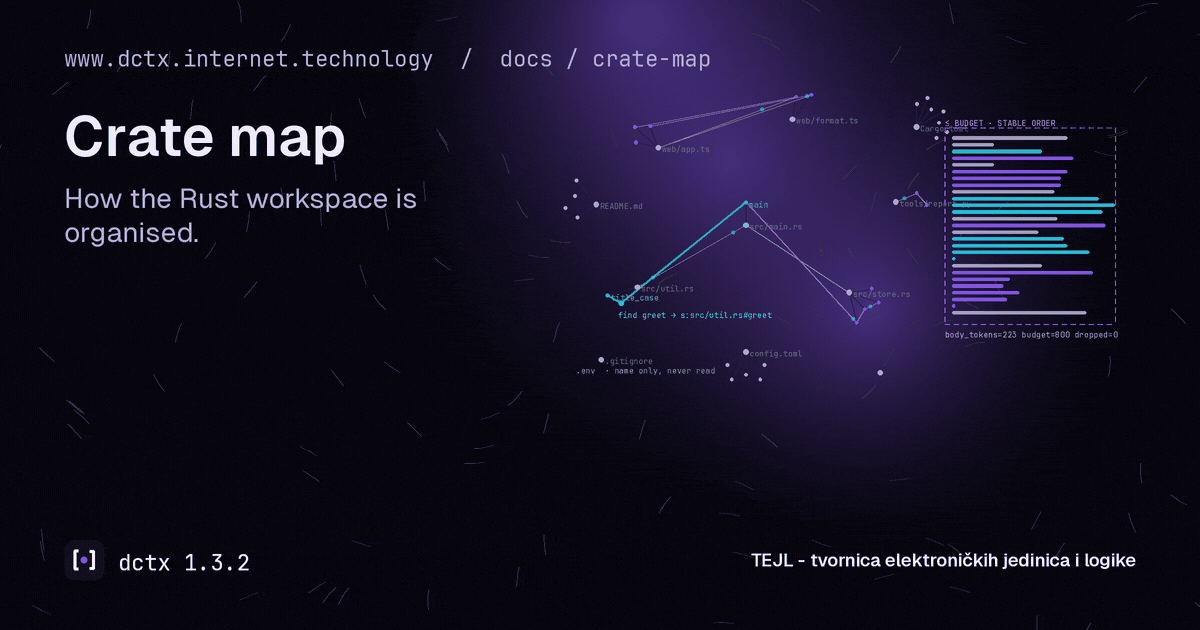 www.dctx.internet.technology / docs / crate-map
Crate map
How the Rust workspace is
organised.
web/format.ts
web/app.ts
≤ BUDGET · STABLE ORDER
README.md
main
src/main.rs
src/util.rs
title_case
src/store.rs
find greet → s:src/util.rs#greet
body_tokens=223 budget=800 dropped=0
config.toml
.gitignore
.env · name only, never read
dctx 1.3.2
TEJL - tvornica elektroničkih jedinica i logike